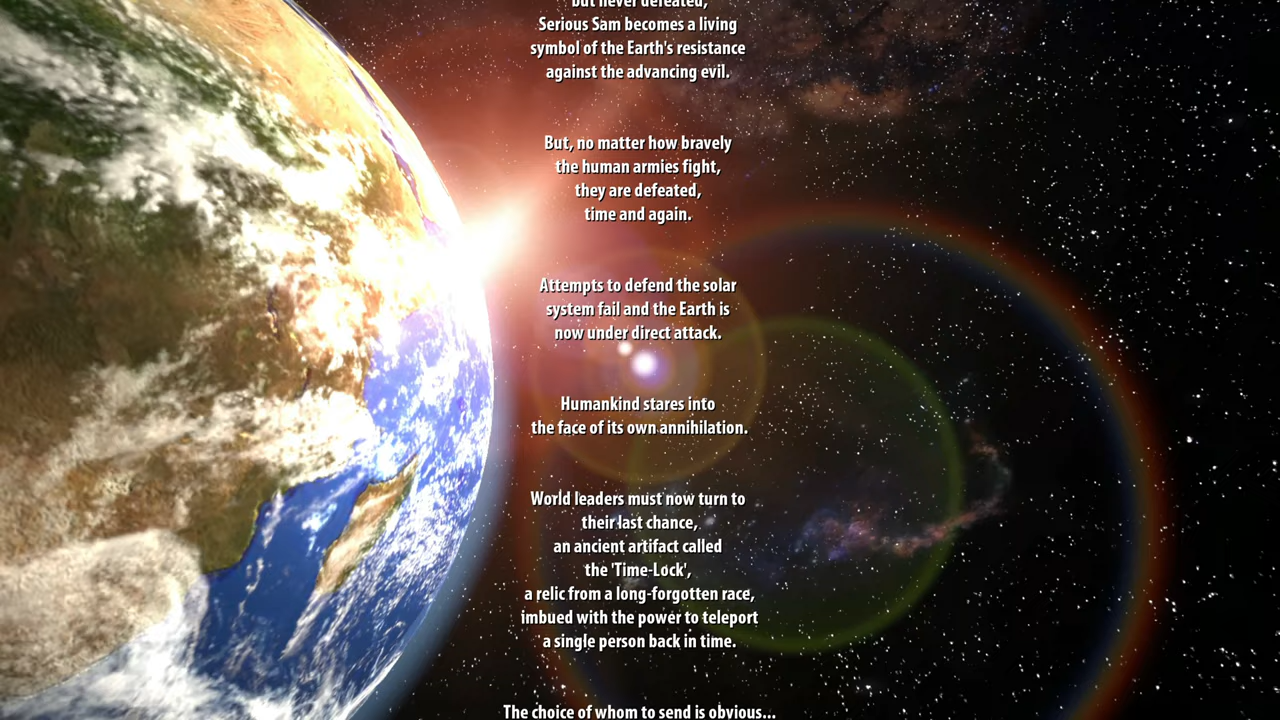 but never defeated,
Serious Sam becomes a living
symbol of the Earth's resistance
against the advancing evil.
But, no matter how bravely
the human armies fight,
they are defeated,
time and again.
Attempts to defend the solar
system fail and the Earth is
now under direct attack.
Humankind stares into
the face of its own annihilation.
World leaders must now turn to
their last chance,
an ancient artifact called
the 'Time-Lock',
a relic from a long-forgotten race,
imbued with the power to teleport
a single person back in time.
The choice of whom to send is obvious...